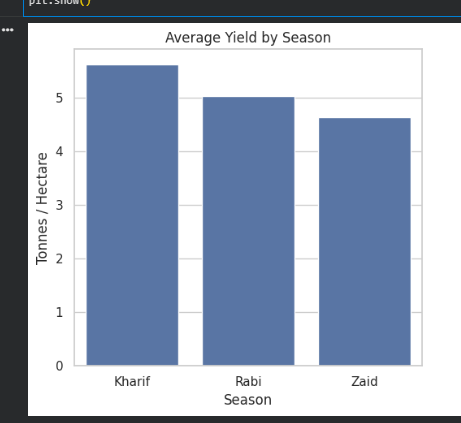 plt.show()
Average Yield by Season
Tonnes / Hectare
5
4
3
2
1
0
Kharif Rabi Zaid
Season